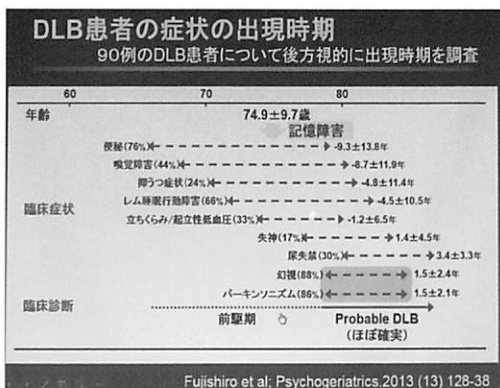 DLB患者の症状の出現時期
90例のDLB患者について後方視的に出現時期を調査
60 70 80
年齢 74.9±9.7歳
記憶障害
便秘(76%) -9.3±13.8年
嗅覚障害(44%) -8.7±11.9年
抑うつ症状(24%) -4.8±11.4年
レム睡眠行動障害(66%) -4.5±10.5年
臨床症状
立ちくらみ/起立性低血圧(33%) -1.2±6.5年
失神(17%) 1.4±4.5年
尿失禁(30%) 3.4±3.3年
幻視(88%) 1.5±2.4年
パーキンソニズム(86%) 1.5±2.1年
臨床診断
前駆期 Probable DLB
(ほぼ確実)
Fujishiro et al; Psychogeriatrics.2013 (13) 128-38